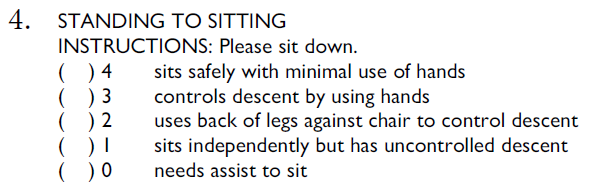 4. STANDING TO SITTING
INSTRUCTIONS: Please sit down.
( ) 4 sits safely with minimal use of hands
( ) 3 controls descent by using hands
( ) 2 uses back of legs against chair to control descent
( ) 1 sits independently but has uncontrolled descent
( ) 0 needs assist to sit